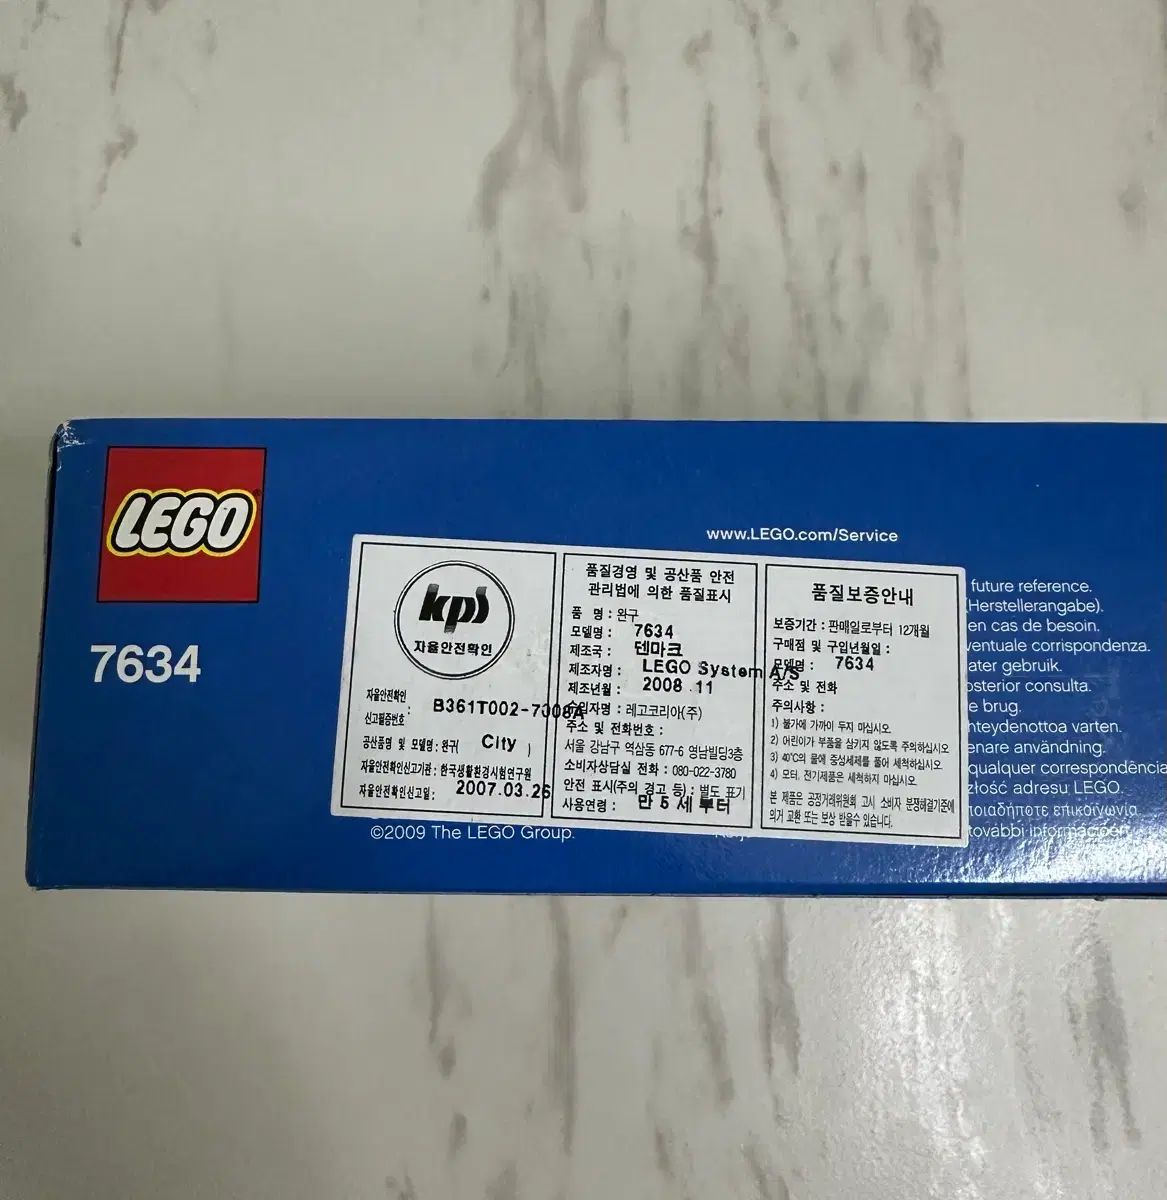 LEGO
7634
www.LEGO.com/Service
kps
자율안전확인
자율안전확인
신고필증번호 : B361T002-7008A
공산품명 및 모델명 : 완구( City )
자율안전확인신고기관 : 한국생활환경시험연구원
자율안전확인신고일 : 2007.03.26
품질경영 및 공산품 안전
관리법에 의한 품질표시
품 명 : 완구
모델명 : 7634
제조국 : 덴마크
제조자명 : LEGO System A/S
제조년월 : 2008 .11
수입자명 : 레고코리아(주)
주소 및 전화번호 :
서울 강남구 역삼동 677-6 영남빌딩3층
소비자상담실 전화 : 080-022-3780
안전 표시(주의 경고 등) : 별도 표기
사용연령 : 만 5 세 부터
품질보증안내
보증기간 : 판매일로부터 12개월
구매점 및 구입년월일 :
모델명 : 7634
주소 및 전화
주의사항 :
1) 불가에 가까이 두지 마십시오
2) 어린이가 부품을 삼키지 않도록 주의하십시오
3) 40℃의 물에 중성세제를 풀어 세척하십시오
4) 모터, 전기제품은 세척하지 마십시오
본 제품은 공정거래위원회 고시 소비자 분쟁해결기준에
의거 교환 또는 보상 받을수 있습니다.
future reference.
(Herstellerangabe).
en cas de besoin.
ventuale corrispondenza.
ater gebruik.
osterior consulta.
e brug.
hteydenottoa varten.
enare användning.
qualquer correspondência
złość adresu LEGO.
ποιαδήποτε επικοινωνία.
további információért.
©2009 The LEGO Group.